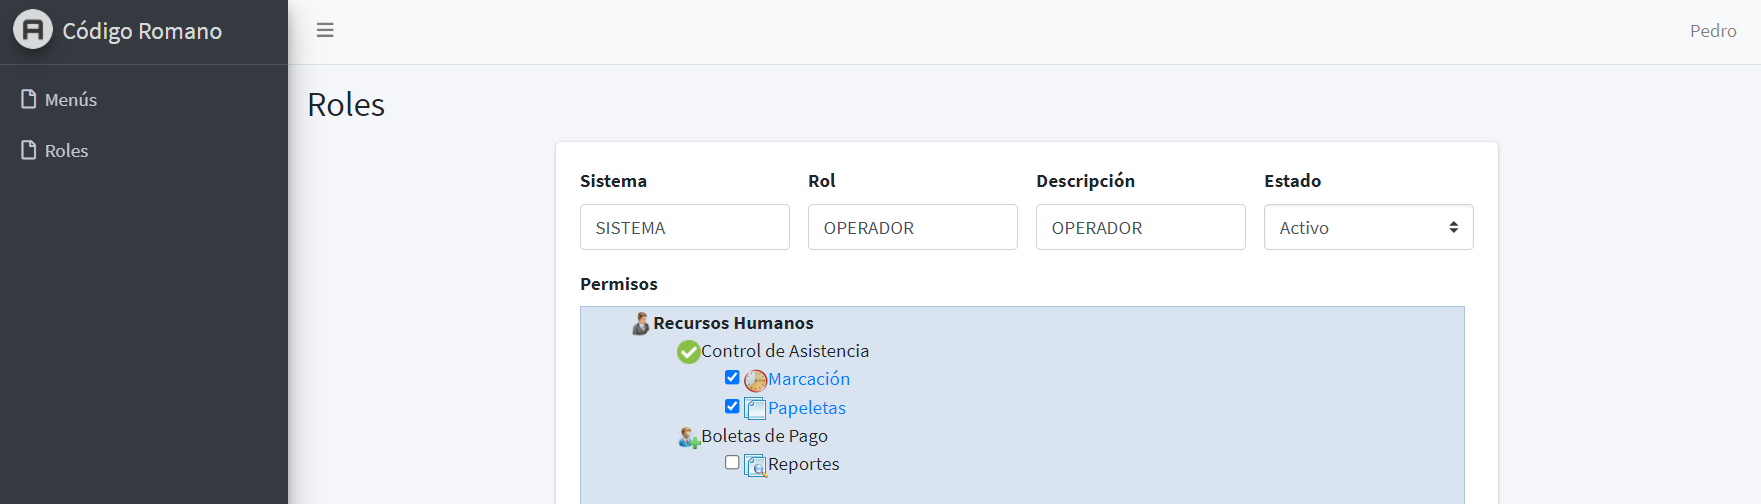 Código Romano
Pedro
Menús
Roles
Roles
Sistema Rol Descripción Estado
SISTEMA OPERADOR OPERADOR Activo
Permisos
Recursos Humanos
Control de Asistencia
Marcación
Papeletas
Boletas de Pago
Reportes